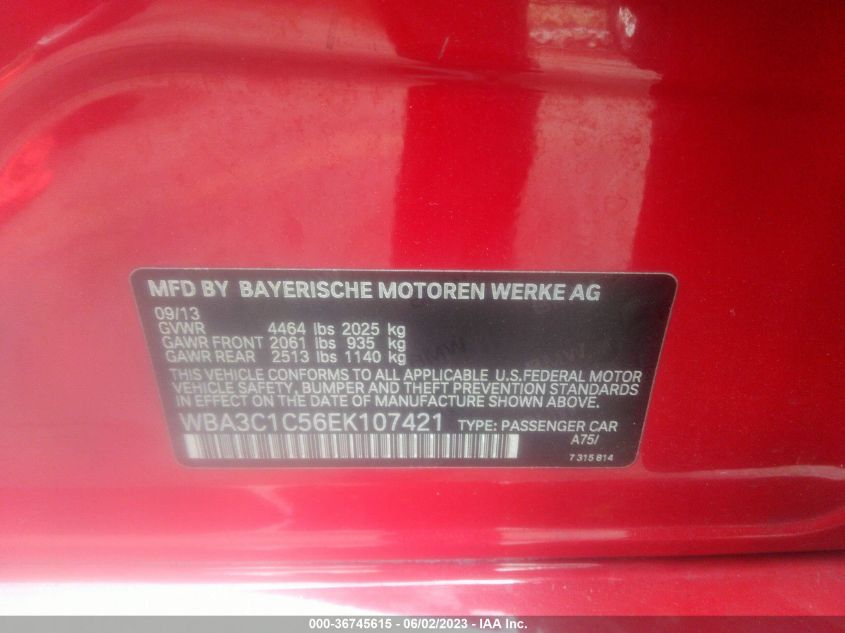 MFD BY BAYERISCHE MOTOREN WERKE AG
09/13
GVWR 4464 lbs 2025 kg
GAWR FRONT 2061 lbs 935 kg
GAWR REAR 2513 lbs 1140 kg
THIS VEHICLE CONFORMS TO ALL APPLICABLE U.S.FEDERAL MOTOR
VEHICLE SAFETY, BUMPER AND THEFT PREVENTION STANDARDS
IN EFFECT ON THE DATE OF MANUFACTURE SHOWN ABOVE.
WBA3C1C56EK107421 TYPE: PASSENGER CAR
A75/
7 315 814
000-36745615 - 06/02/2023 - IAA Inc.